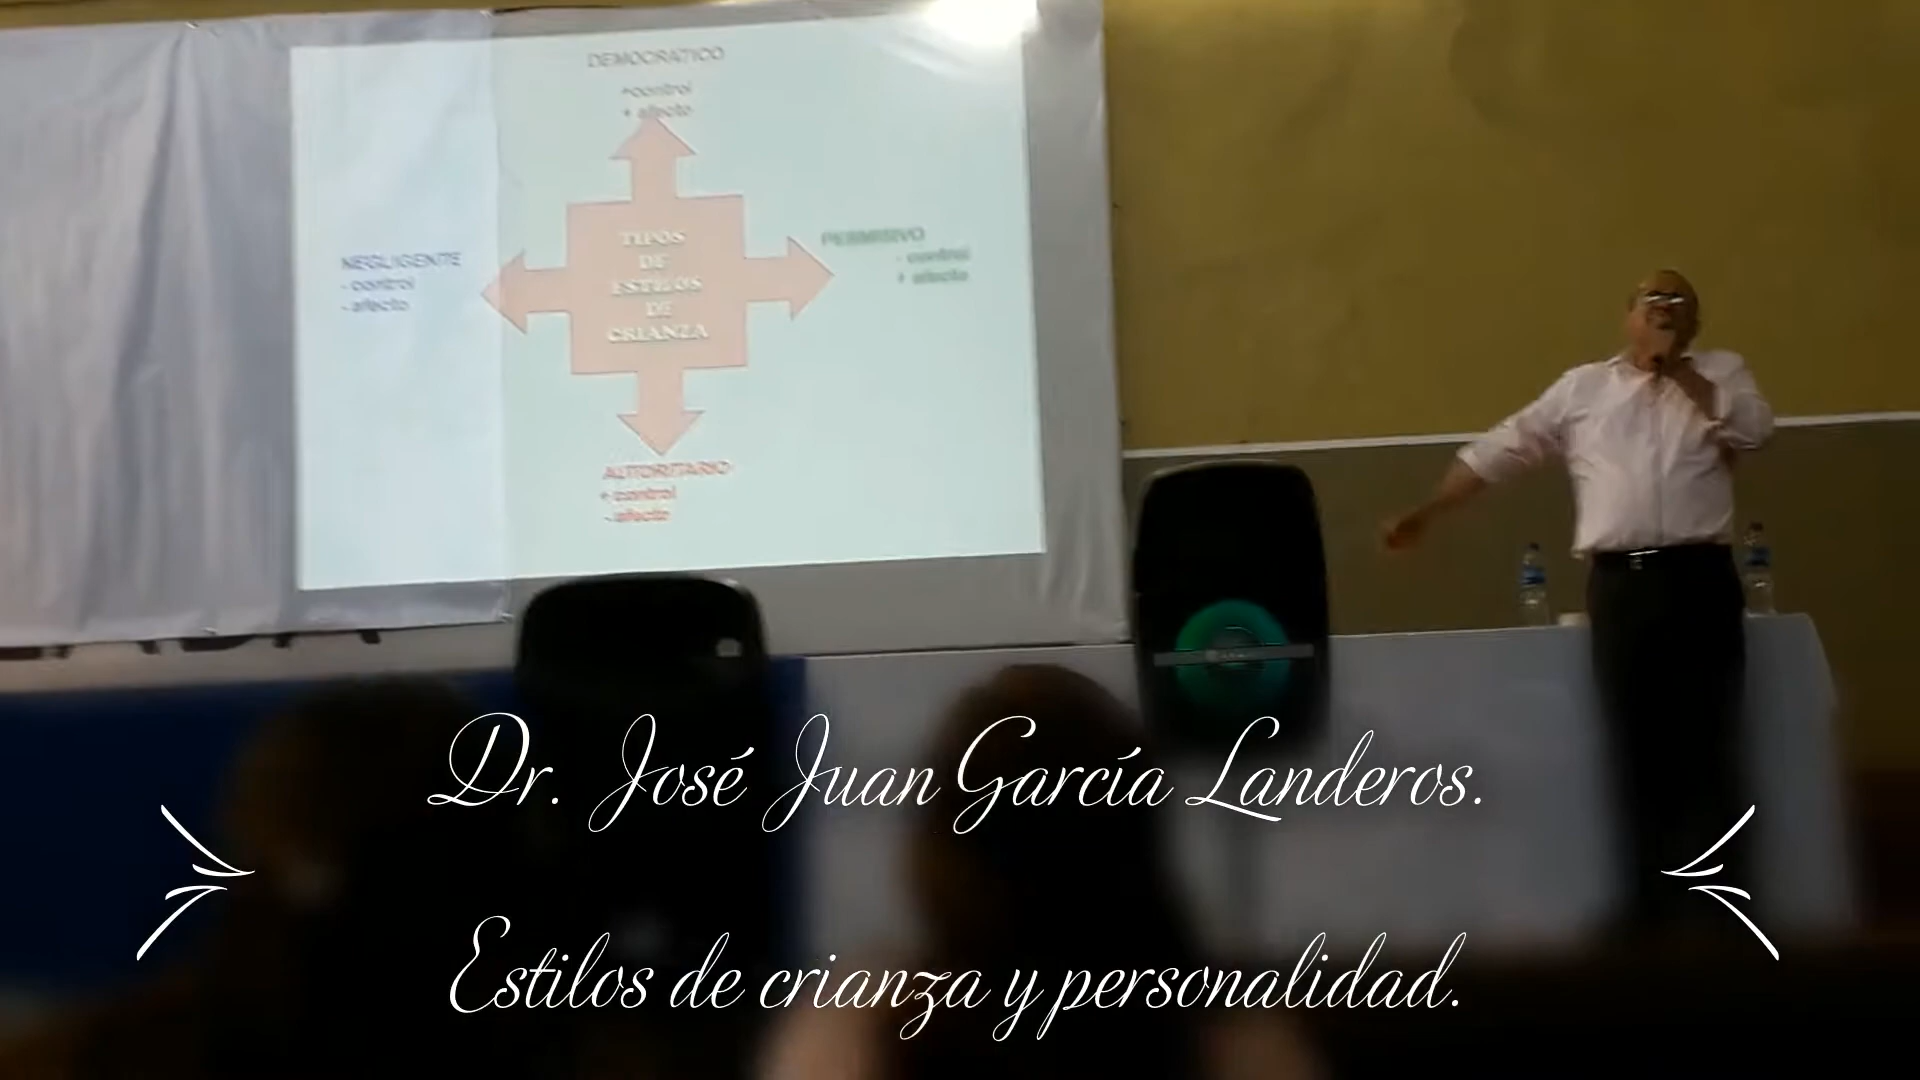 DEMOCRATICO
+control
+ afecto
TIPOS
DE
ESTILOS
DE
CRIANZA
NEGLIGENTE
- control
- afecto
PERMISIVO
- control
+ afecto
AUTORITARIO
+ control
- afecto
Dr. José Juan García Landeros.
Estilos de crianza y personalidad.